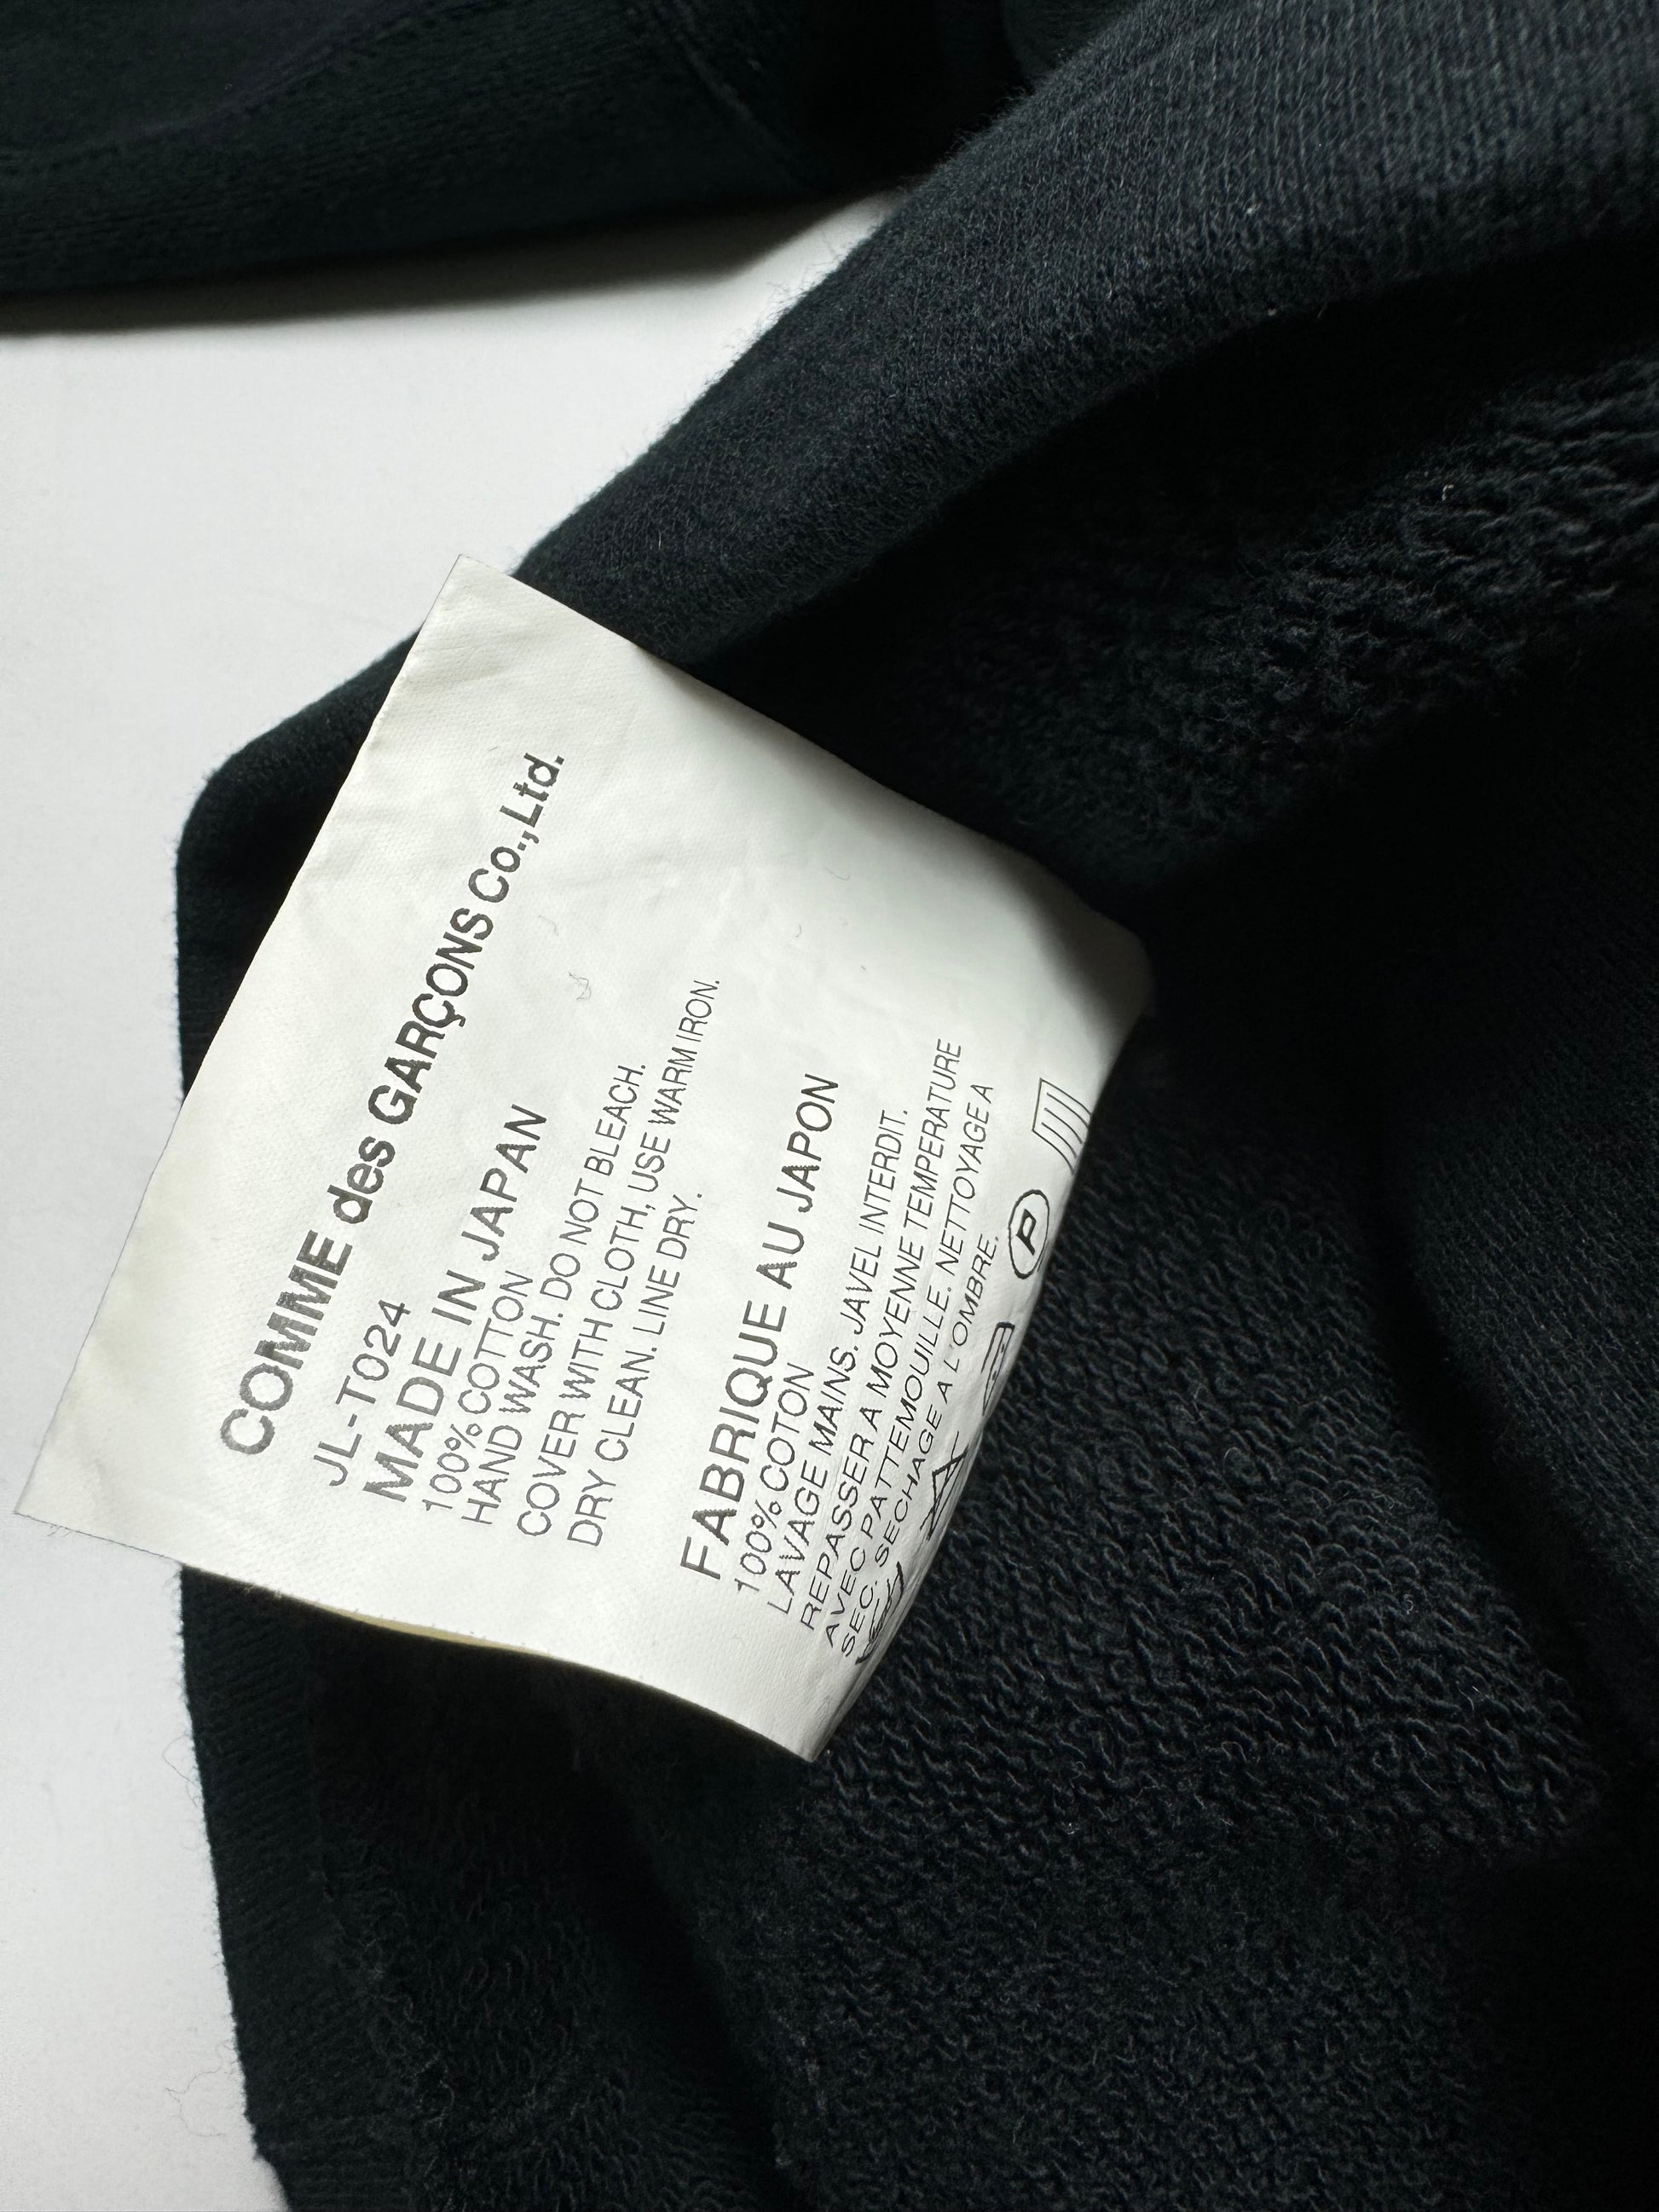 COMME des GARÇONS Co.,Ltd.
JL-T024
MADE IN JAPAN
100% COTTON
HAND WASH. DO NOT BLEACH.
COVER WITH CLOTH, USE WARM IRON.
DRY CLEAN. LINE DRY.
FABRIQUE AU JAPON
100% COTON
LAVAGE MAINS. JAVEL INTERDIT.
REPASSER A MOYENNE TEMPERATURE
AVEC PATTEMOUILLE. NETTOYAGE A
SEC. SECHAGE A L'OMBRE.
P